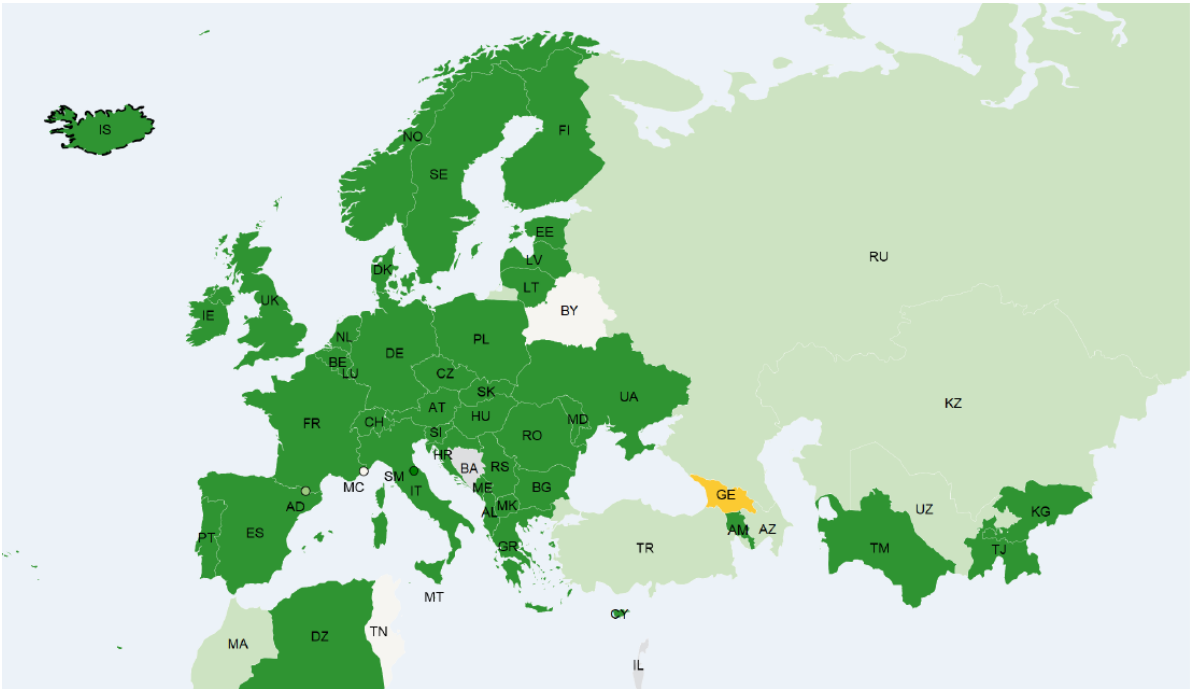 IS
NO
FI
SE
EE
RU
LV
DK
LT
UK
BY
IE
NL
PL
DE
BE
LU
CZ
SK
UA
KZ
AT
HU
FR
CH
MD
SI
RO
HR
BA
RS
SM
MC
IT
ME
BG
GE
AD
MK
UZ
AL
KG
AM
AZ
ES
PT
GR
TR
TM
TJ
MT
CY
TN
DZ
MA
IL